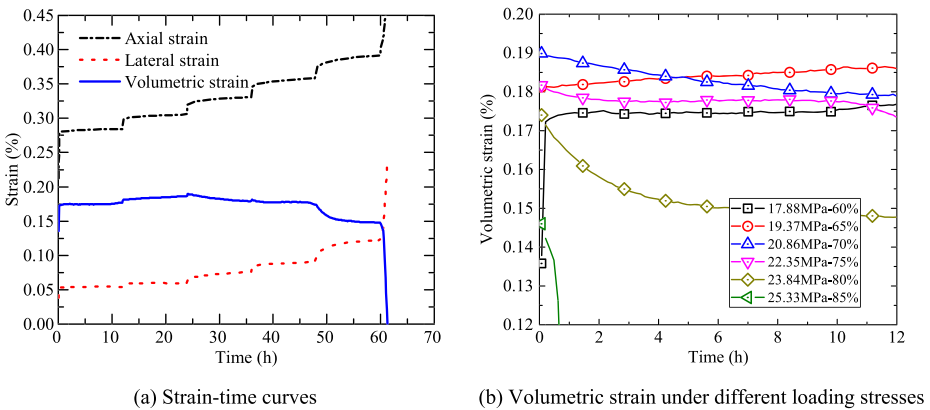 0.45
0.40
0.35
0.30
0.25
0.20
0.15
0.10
0.05
0.00
Strain (%)
Axial strain
Lateral strain
Volumetric strain
0 10 20 30 40 50 60 70
Time (h)
(a) Strain-time curves
0.20
0.19
0.18
0.17
0.16
0.15
0.14
0.13
0.12
Volumetric strain (%)
17.88MPa-60%
19.37MPa-65%
20.86MPa-70%
22.35MPa-75%
23.84MPa-80%
25.33MPa-85%
0 2 4 6 8 10 12
Time (h)
(b) Volumetric strain under different loading stresses